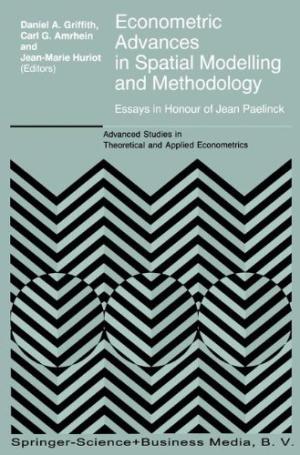 Daniel A. Griffith,
Carl G. Amrhein
and
Jean-Marie Huriot
(Editors)
Econometric
Advances
in Spatial Modelling
and Methodology
Essays in Honour of Jean Paelinck
Advanced Studies in
Theoretical and Applied Econometrics
Springer-Science+Business Media, B. V.